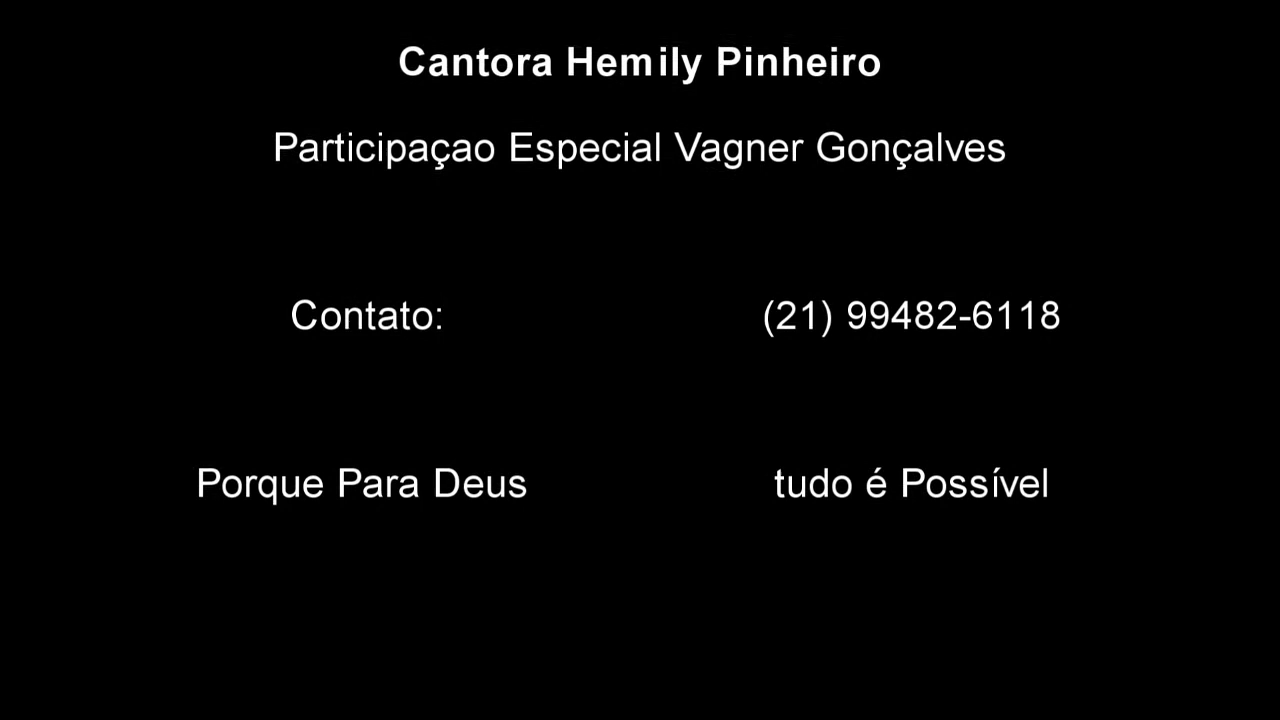 Cantora Hemily Pinheiro
Participaçao Especial Vagner Gonçalves
Contato: (21) 99482-6118
Porque Para Deus tudo é Possível